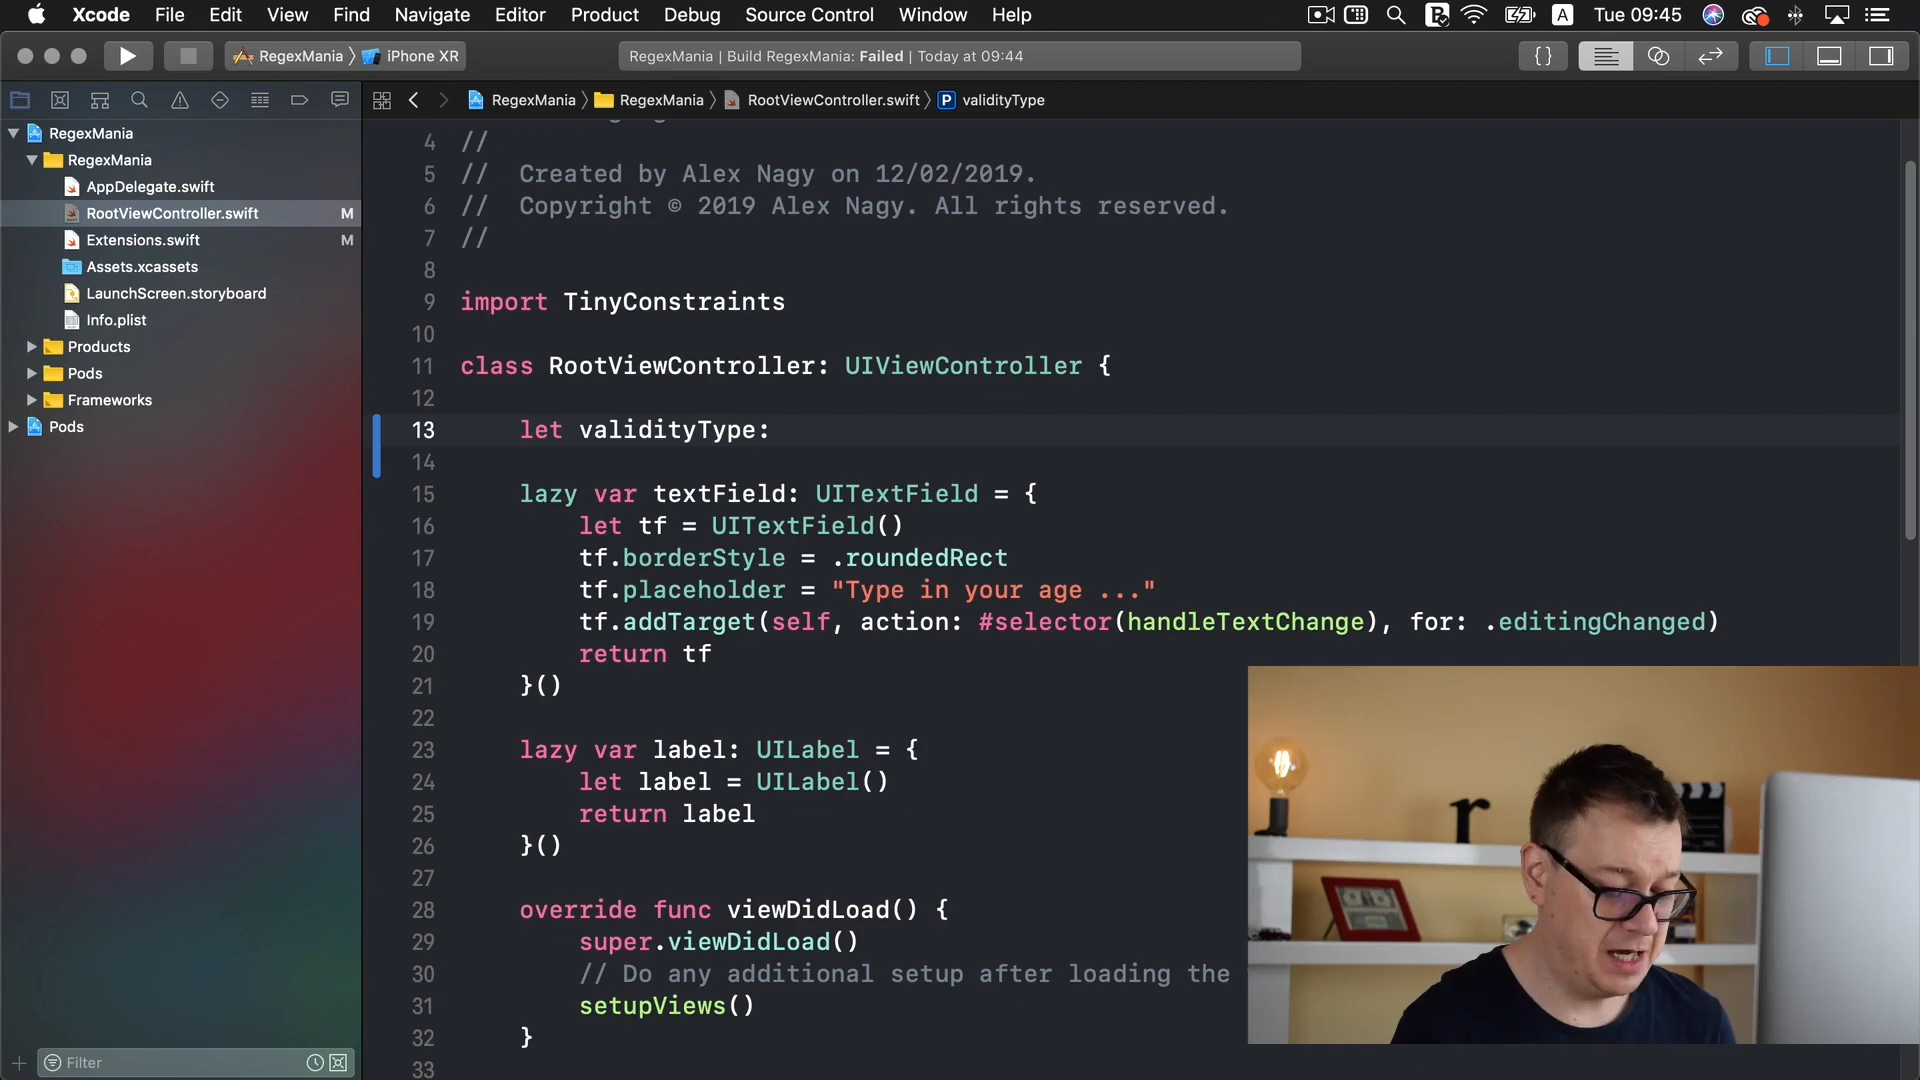 Xcode File Edit View Find Navigate Editor Product Debug Source Control Window Help A Tue 09:45
RegexMania iPhone XR RegexMania | Build RegexMania: Failed | Today at 09:44 {}
RegexMania RegexMania RootViewController.swift P validityType
RegexMania
RegexMania
AppDelegate.swift
RootViewController.swift M
Extensions.swift M
Assets.xcassets
LaunchScreen.storyboard
Info.plist
Products
Pods
Frameworks
Pods
Filter
4 //
5 //  Created by Alex Nagy on 12/02/2019.
6 //  Copyright © 2019 Alex Nagy. All rights reserved.
7 //
8
9 import TinyConstraints
10
11 class RootViewController: UIViewController {
12
13 let validityType:
14
15 lazy var textField: UITextField = {
16 let tf = UITextField()
17 tf.borderStyle = .roundedRect
18 tf.placeholder = "Type in your age ..."
19 tf.addTarget(self, action: #selector(handleTextChange), for: .editingChanged)
20 return tf
21 }()
22
23 lazy var label: UILabel = {
24 let label = UILabel()
25 return label
26 }()
27
28 override func viewDidLoad() {
29 super.viewDidLoad()
30 // Do any additional setup after loading the
31 setupViews()
32 }
33
r